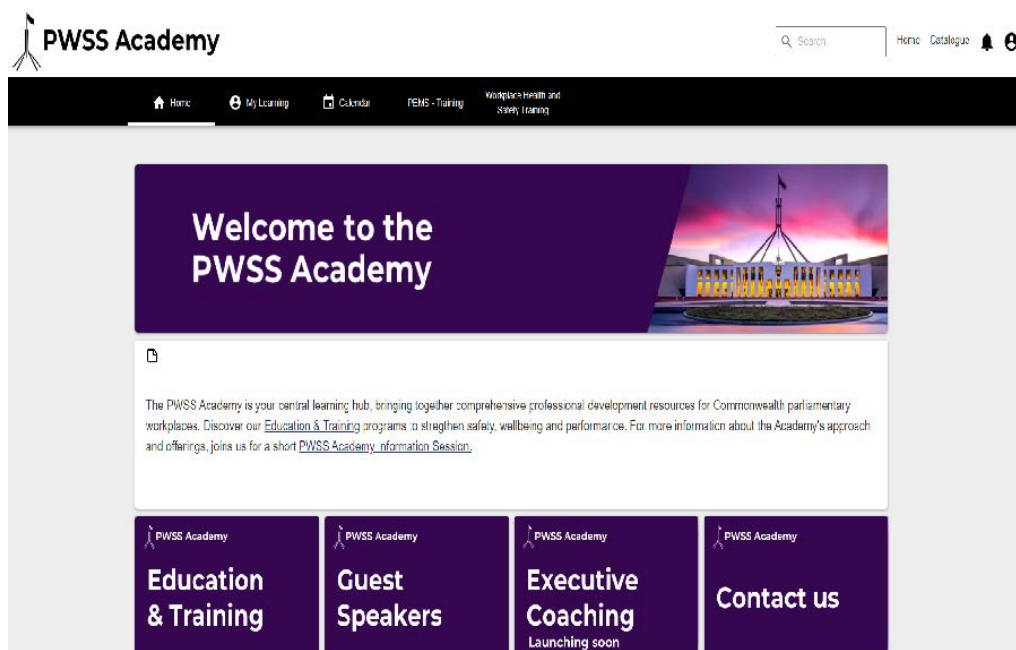 PWSS Academy
Search
Home Catalogue
Home My Learning Calendar PEMS - Training Workplace Health and
Safety Training
Welcome to the
PWSS Academy
The PWSS Academy is your central learning hub, bringing together comprehensive professional development resources for Commonwealth parliamentary
workplaces. Discover our Education & Training programs to stregthen safety, wellbeing and performance. For more information about the Academy's approach
and offerings, joins us for a short PWSS Academy Information Session.
PWSS Academy
Education
& Training
PWSS Academy
Guest
Speakers
PWSS Academy
Executive
Coaching
Launching soon
PWSS Academy
Contact us